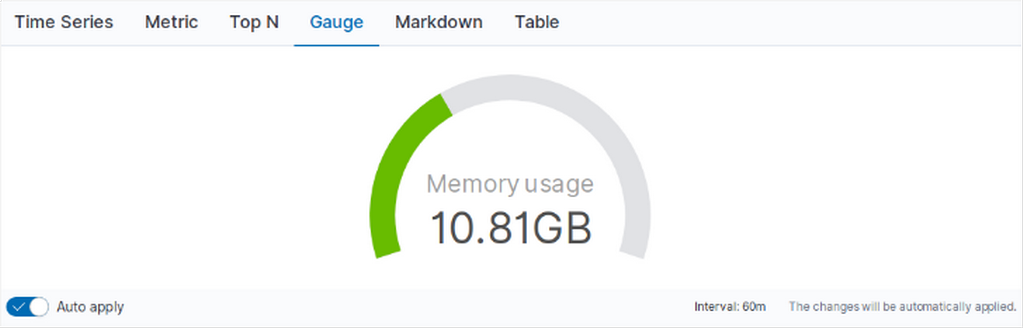 Time Series Metric Top N Gauge Markdown Table
Memory usage
10.81GB
Auto apply Interval: 60m The changes will be automatically applied.